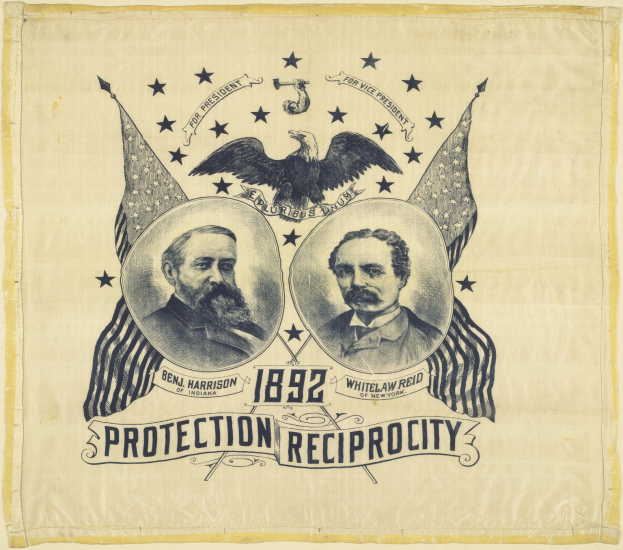 FOR PRESIDENT
FOR VICE PRESIDENT
E PLURIBUS UNUM
BENJ. HARRISON
OF INDIANA
1892
WHITELAW REID
OF NEW YORK.
PROTECTION RECIPROCITY